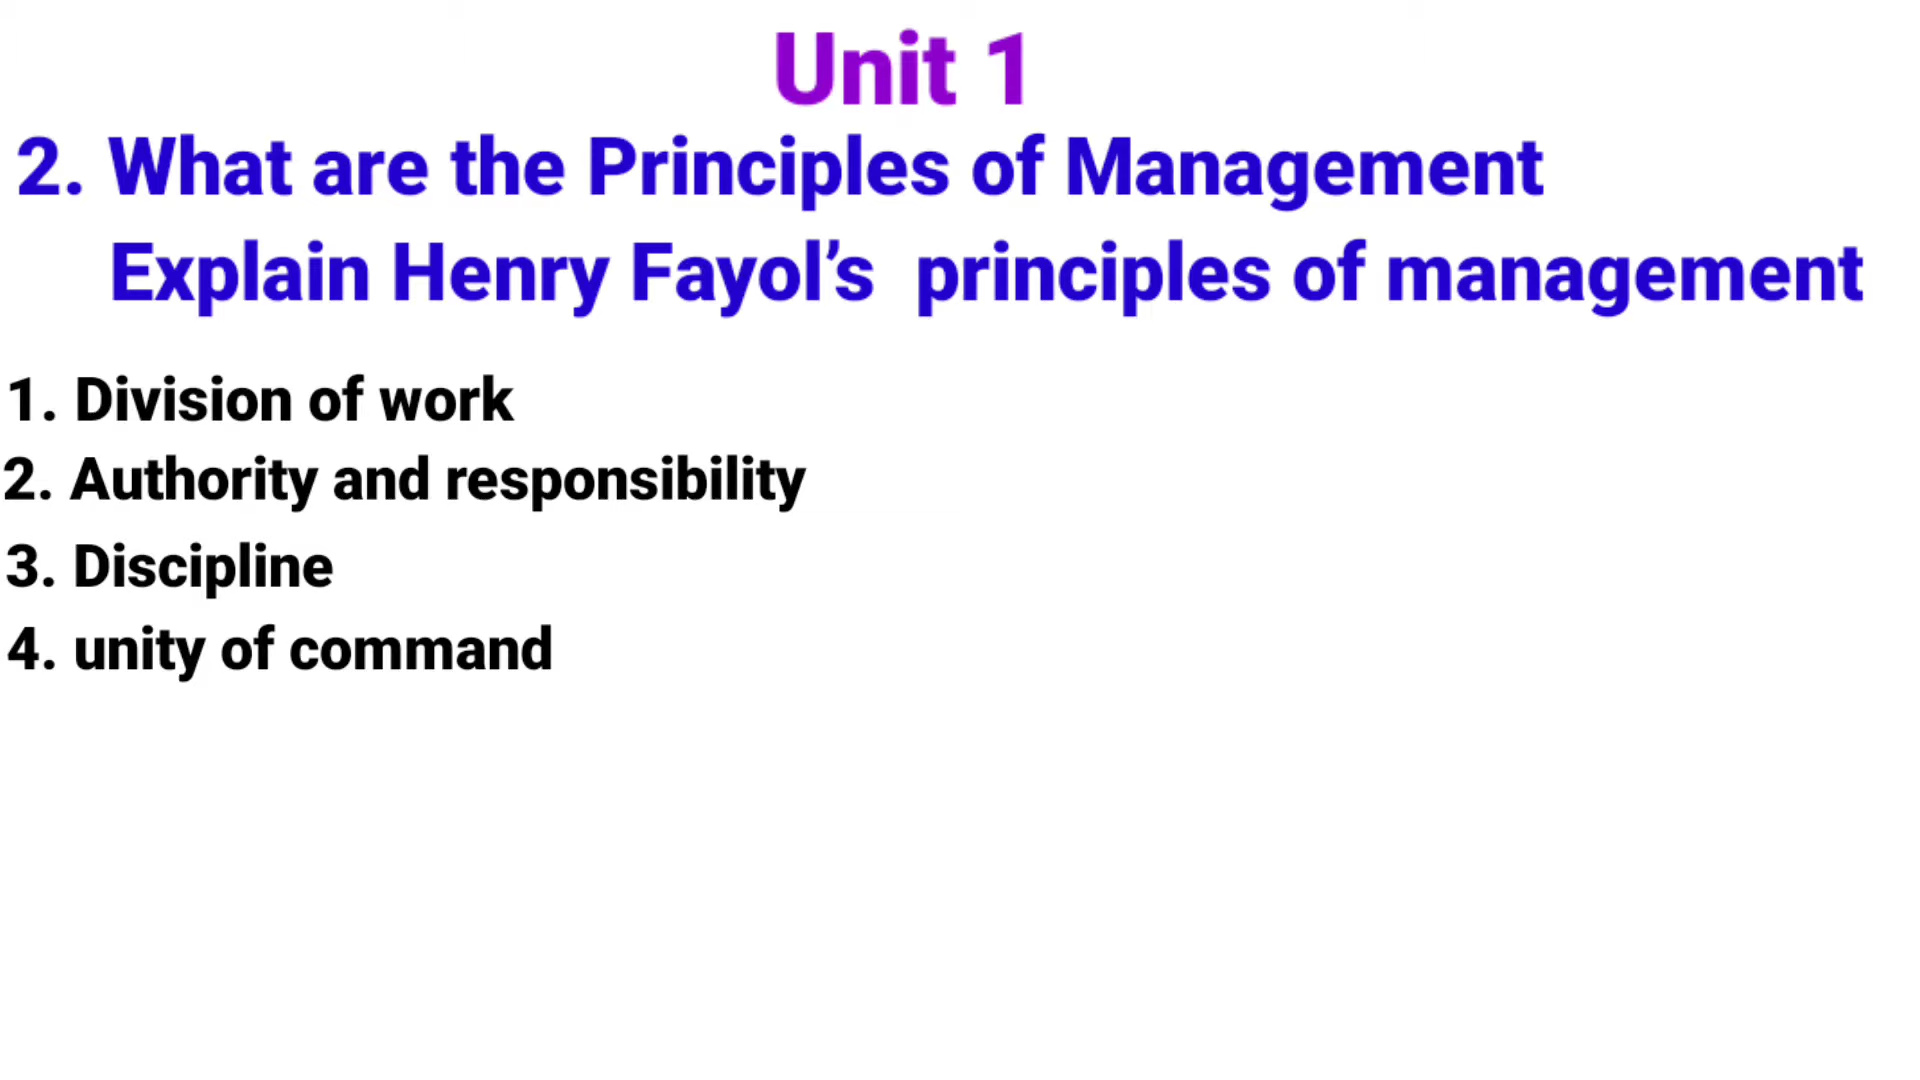 Unit 1
2. What are the Principles of Management
Explain Henry Fayol’s  principles of management
1. Division of work
2. Authority and responsibility
3. Discipline
4. unity of command